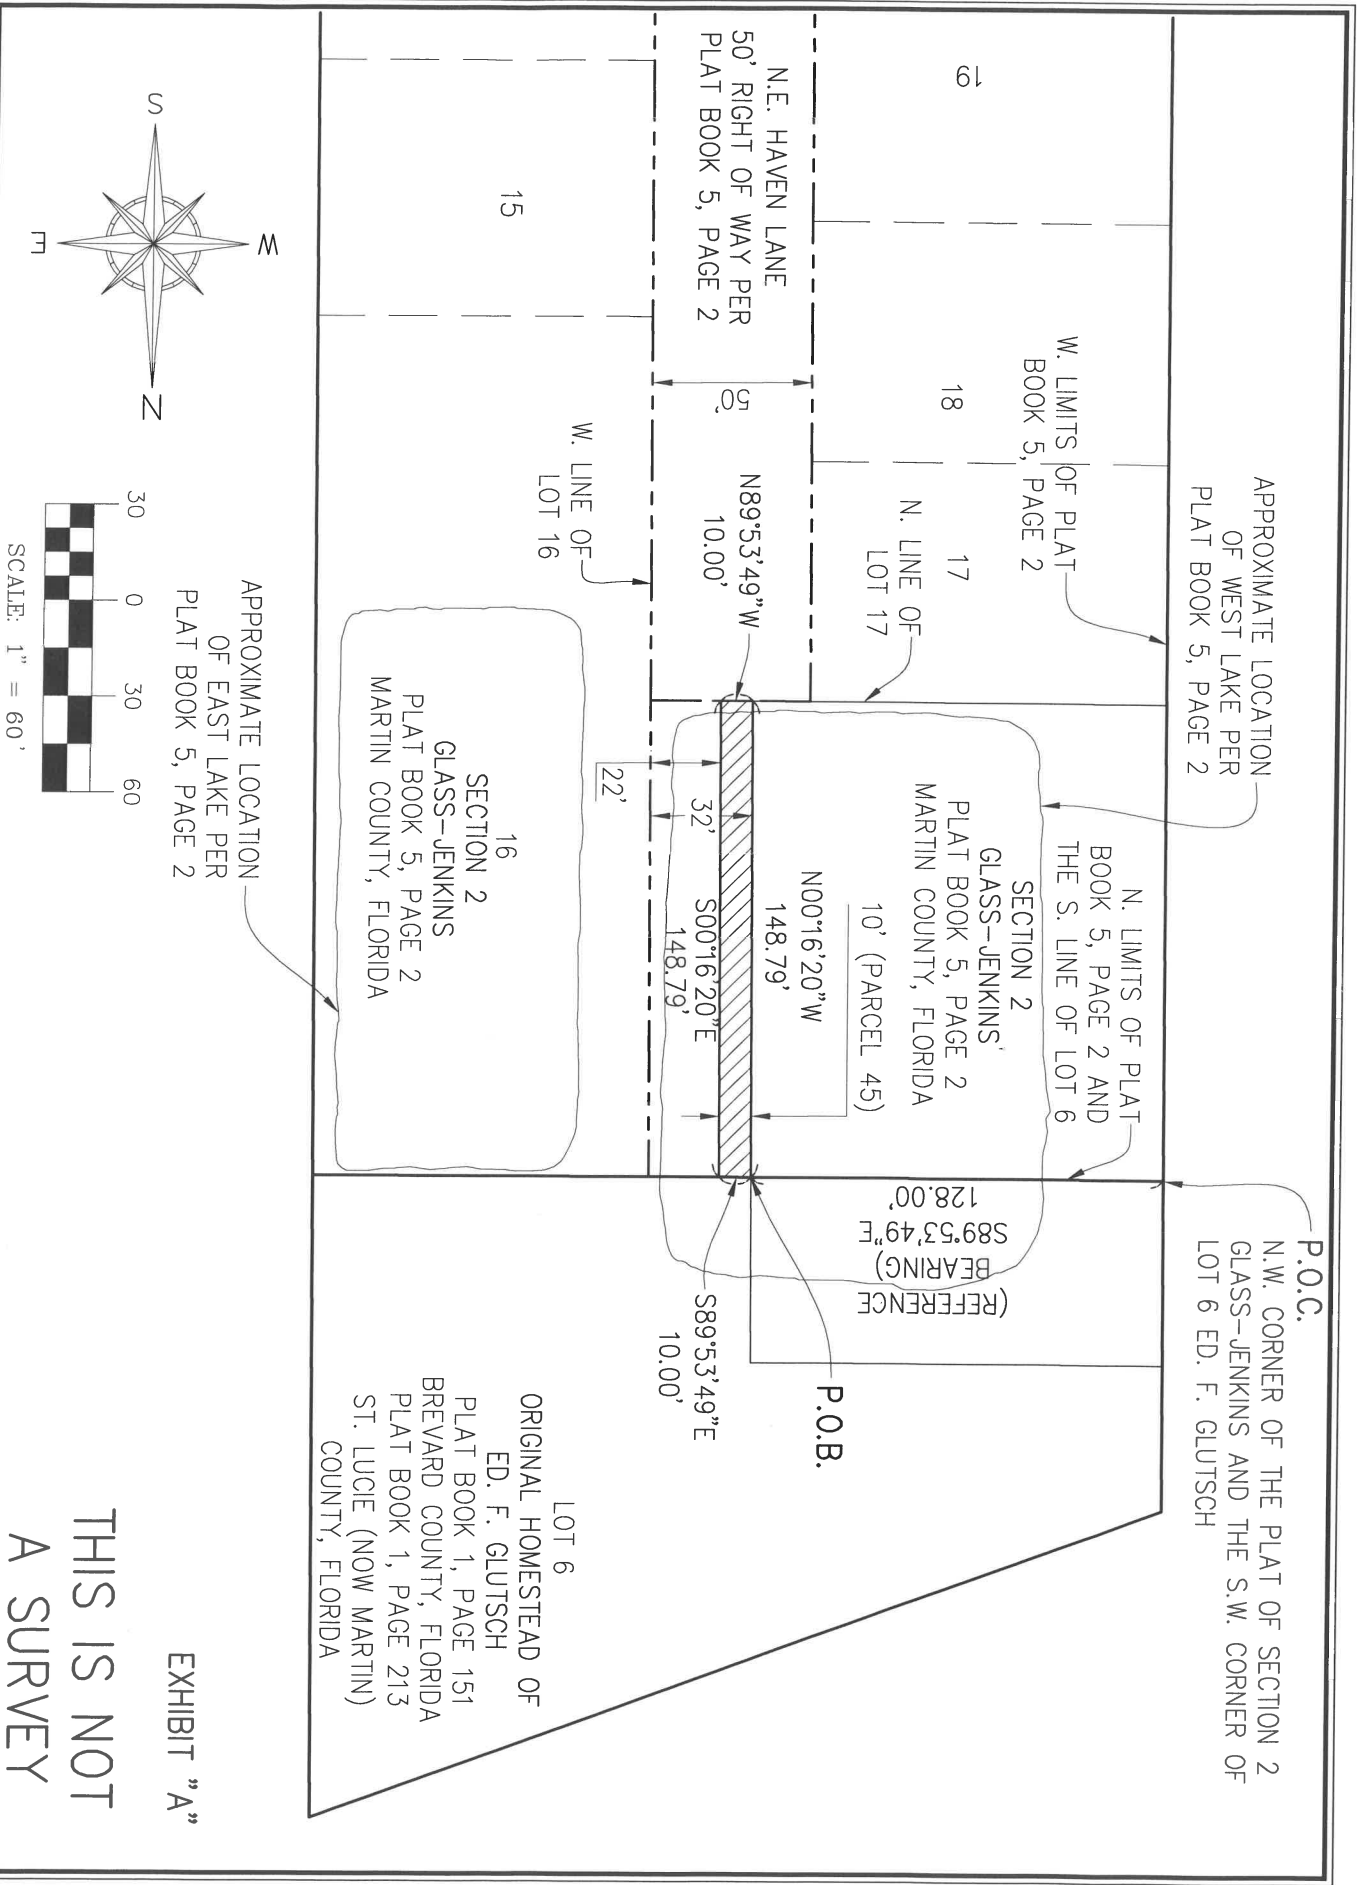 APPROXIMATE LOCATION
OF WEST LAKE PER
PLAT BOOK 5, PAGE 2
P.O.C.
N.W. CORNER OF THE PLAT OF SECTION 2
GLASS-JENKINS AND THE S.W. CORNER OF
LOT 6 ED. F. GLUTSCH
W. LIMITS OF PLAT
BOOK 5, PAGE 2
N. LIMITS OF PLAT
BOOK 5, PAGE 2 AND
THE S. LINE OF LOT 6
19
18
17
N. LINE OF
LOT 17
SECTION 2
GLASS-JENKINS
PLAT BOOK 5, PAGE 2
MARTIN COUNTY, FLORIDA
(REFERENCE
BEARING)
S89°53'49"E
128.00'
10' (PARCEL 45)
N00°16'20"W
148.79'
P.O.B.
N.E. HAVEN LANE
50' RIGHT OF WAY PER
PLAT BOOK 5, PAGE 2
50'
N89°53'49"W
10.00'
32'
22'
S00°16'20"E
148.79'
S89°53'49"E
10.00'
W. LINE OF
LOT 16
15
16
SECTION 2
GLASS-JENKINS
PLAT BOOK 5, PAGE 2
MARTIN COUNTY, FLORIDA
LOT 6
ORIGINAL HOMESTEAD OF
ED. F. GLUTSCH
PLAT BOOK 1, PAGE 151
BREVARD COUNTY, FLORIDA
PLAT BOOK 1, PAGE 213
ST. LUCIE (NOW MARTIN)
COUNTY, FLORIDA
APPROXIMATE LOCATION
OF EAST LAKE PER
PLAT BOOK 5, PAGE 2
W
S
N
E
30 0 30 60
SCALE: 1" = 60'
EXHIBIT "A"
THIS IS NOT
A SURVEY